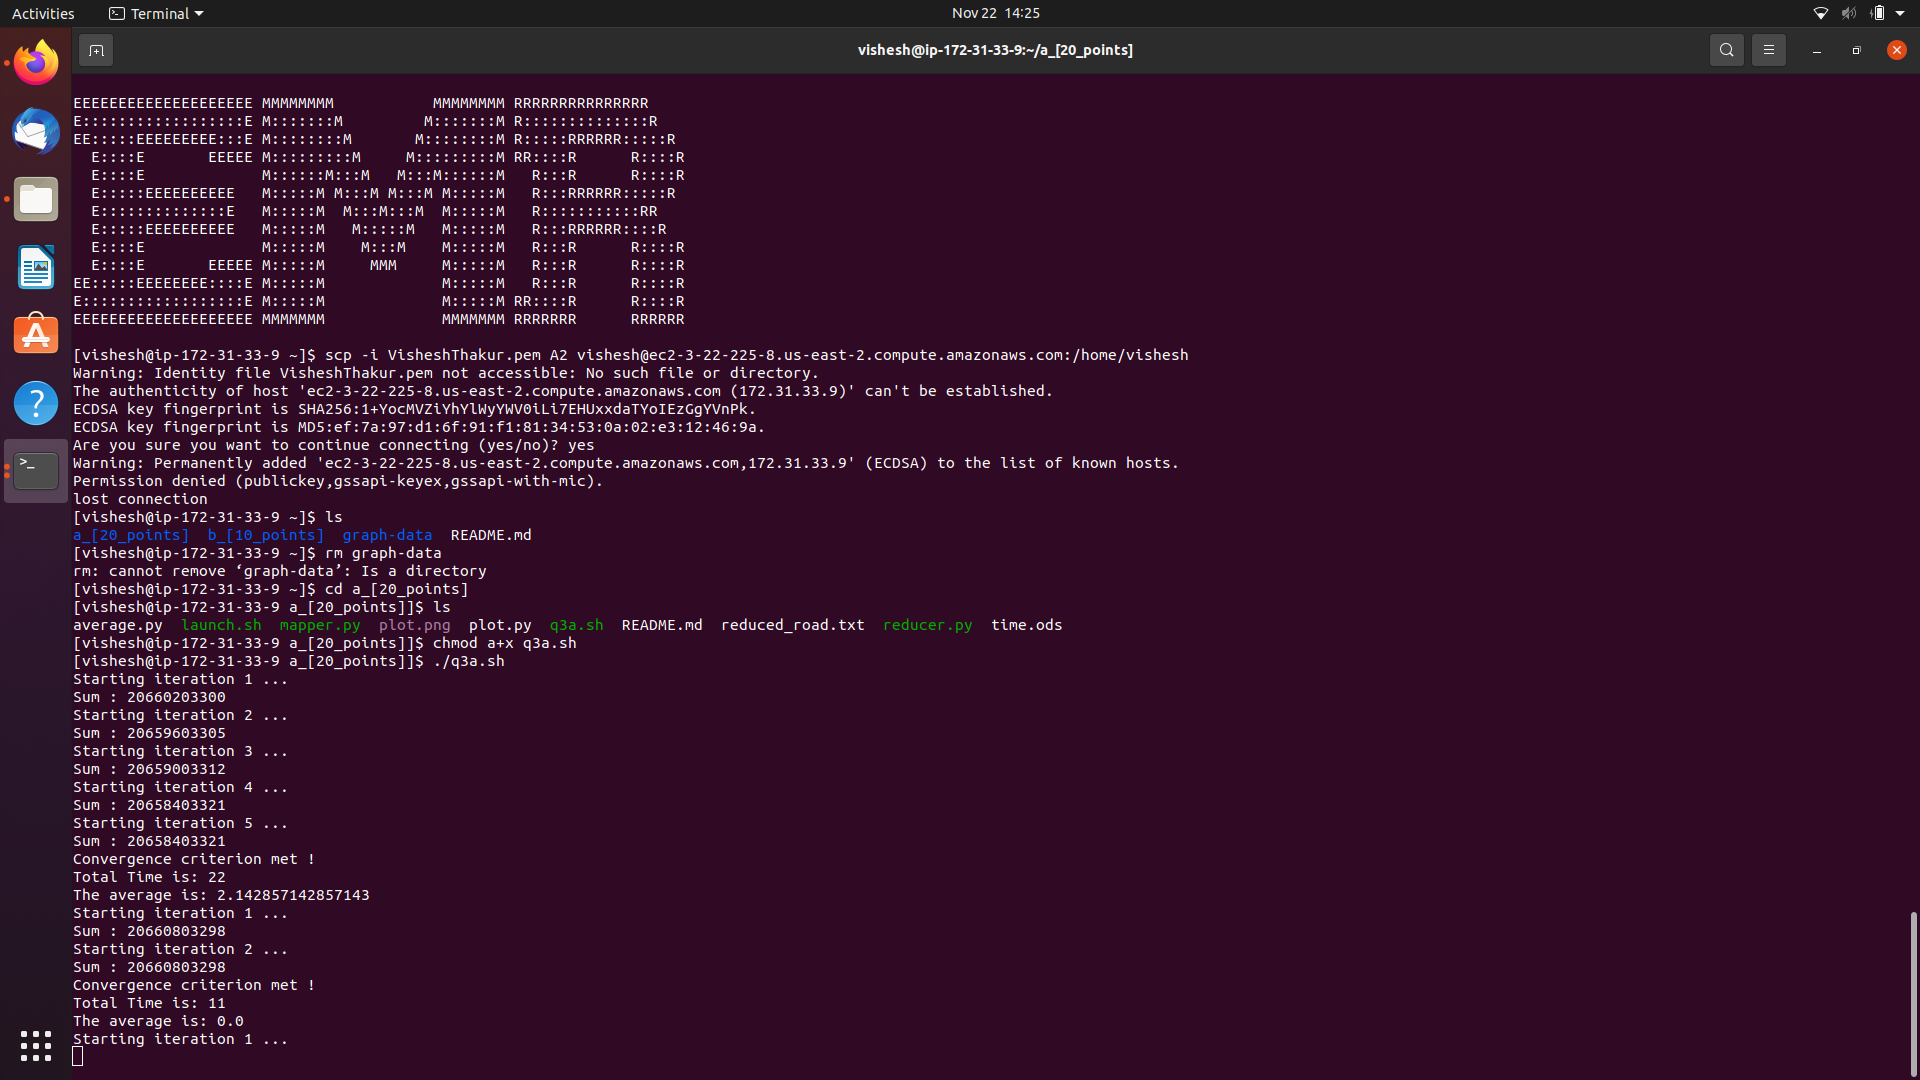 Activities
Terminal
Nov 22 14:25
vishesh@ip-172-31-33-9:~/a_[20_points]
EEEEEEEEEEEEEEEEEEEE MMMMMMMM           MMMMMMMM RRRRRRRRRRRRRRR
E::::::::::::::::::E M:::::::M         M:::::::M R::::::::::::::R
EE:::::EEEEEEEEE:::E M::::::::M       M::::::::M R:::::RRRRRR:::::R
  E::::E       EEEEE M:::::::::M     M:::::::::M RR::::R      R::::R
  E::::E             M::::::M:::M   M:::M::::::M   R:::R      R::::R
  E:::::EEEEEEEEEE   M:::::M M:::M M:::M M:::::M   R:::RRRRRR:::::R
  E::::::::::::::E   M:::::M  M:::M:::M  M:::::M   R:::::::::::RR
  E:::::EEEEEEEEEE   M:::::M   M:::::M   M:::::M   R:::RRRRRR::::R
  E::::E             M:::::M    M:::M    M:::::M   R:::R      R::::R
  E::::E       EEEEE M:::::M     MMM     M:::::M   R:::R      R::::R
EE:::::EEEEEEEE::::E M:::::M             M:::::M   R:::R      R::::R
E::::::::::::::::::E M:::::M             M:::::M RR::::R      R::::R
EEEEEEEEEEEEEEEEEEEE MMMMMMM             MMMMMMM RRRRRRR      RRRRRR
[vishesh@ip-172-31-33-9 ~]$ scp -i VisheshThakur.pem A2 vishesh@ec2-3-22-225-8.us-east-2.compute.amazonaws.com:/home/vishesh
Warning: Identity file VisheshThakur.pem not accessible: No such file or directory.
The authenticity of host 'ec2-3-22-225-8.us-east-2.compute.amazonaws.com (172.31.33.9)' can't be established.
ECDSA key fingerprint is SHA256:1+YocMVZiYhYlWyYWV0iLi7EHUxxdaTYoIEzGgYVnPk.
ECDSA key fingerprint is MD5:ef:7a:97:d1:6f:91:f1:81:34:53:0a:02:e3:12:46:9a.
Are you sure you want to continue connecting (yes/no)? yes
Warning: Permanently added 'ec2-3-22-225-8.us-east-2.compute.amazonaws.com,172.31.33.9' (ECDSA) to the list of known hosts.
Permission denied (publickey,gssapi-keyex,gssapi-with-mic).
lost connection
[vishesh@ip-172-31-33-9 ~]$ ls
a_[20_points]  b_[10_points]  graph-data  README.md
[vishesh@ip-172-31-33-9 ~]$ rm graph-data
rm: cannot remove ‘graph-data’: Is a directory
[vishesh@ip-172-31-33-9 ~]$ cd a_[20_points]
[vishesh@ip-172-31-33-9 a_[20_points]]$ ls
average.py  launch.sh  mapper.py  plot.png  plot.py  q3a.sh  README.md  reduced_road.txt  reducer.py  time.ods
[vishesh@ip-172-31-33-9 a_[20_points]]$ chmod a+x q3a.sh
[vishesh@ip-172-31-33-9 a_[20_points]]$ ./q3a.sh
Starting iteration 1 ...
Sum : 20660203300
Starting iteration 2 ...
Sum : 20659603305
Starting iteration 3 ...
Sum : 20659003312
Starting iteration 4 ...
Sum : 20658403321
Starting iteration 5 ...
Sum : 20658403321
Convergence criterion met !
Total Time is: 22
The average is: 2.142857142857143
Starting iteration 1 ...
Sum : 20660803298
Starting iteration 2 ...
Sum : 20660803298
Convergence criterion met !
Total Time is: 11
The average is: 0.0
Starting iteration 1 ...